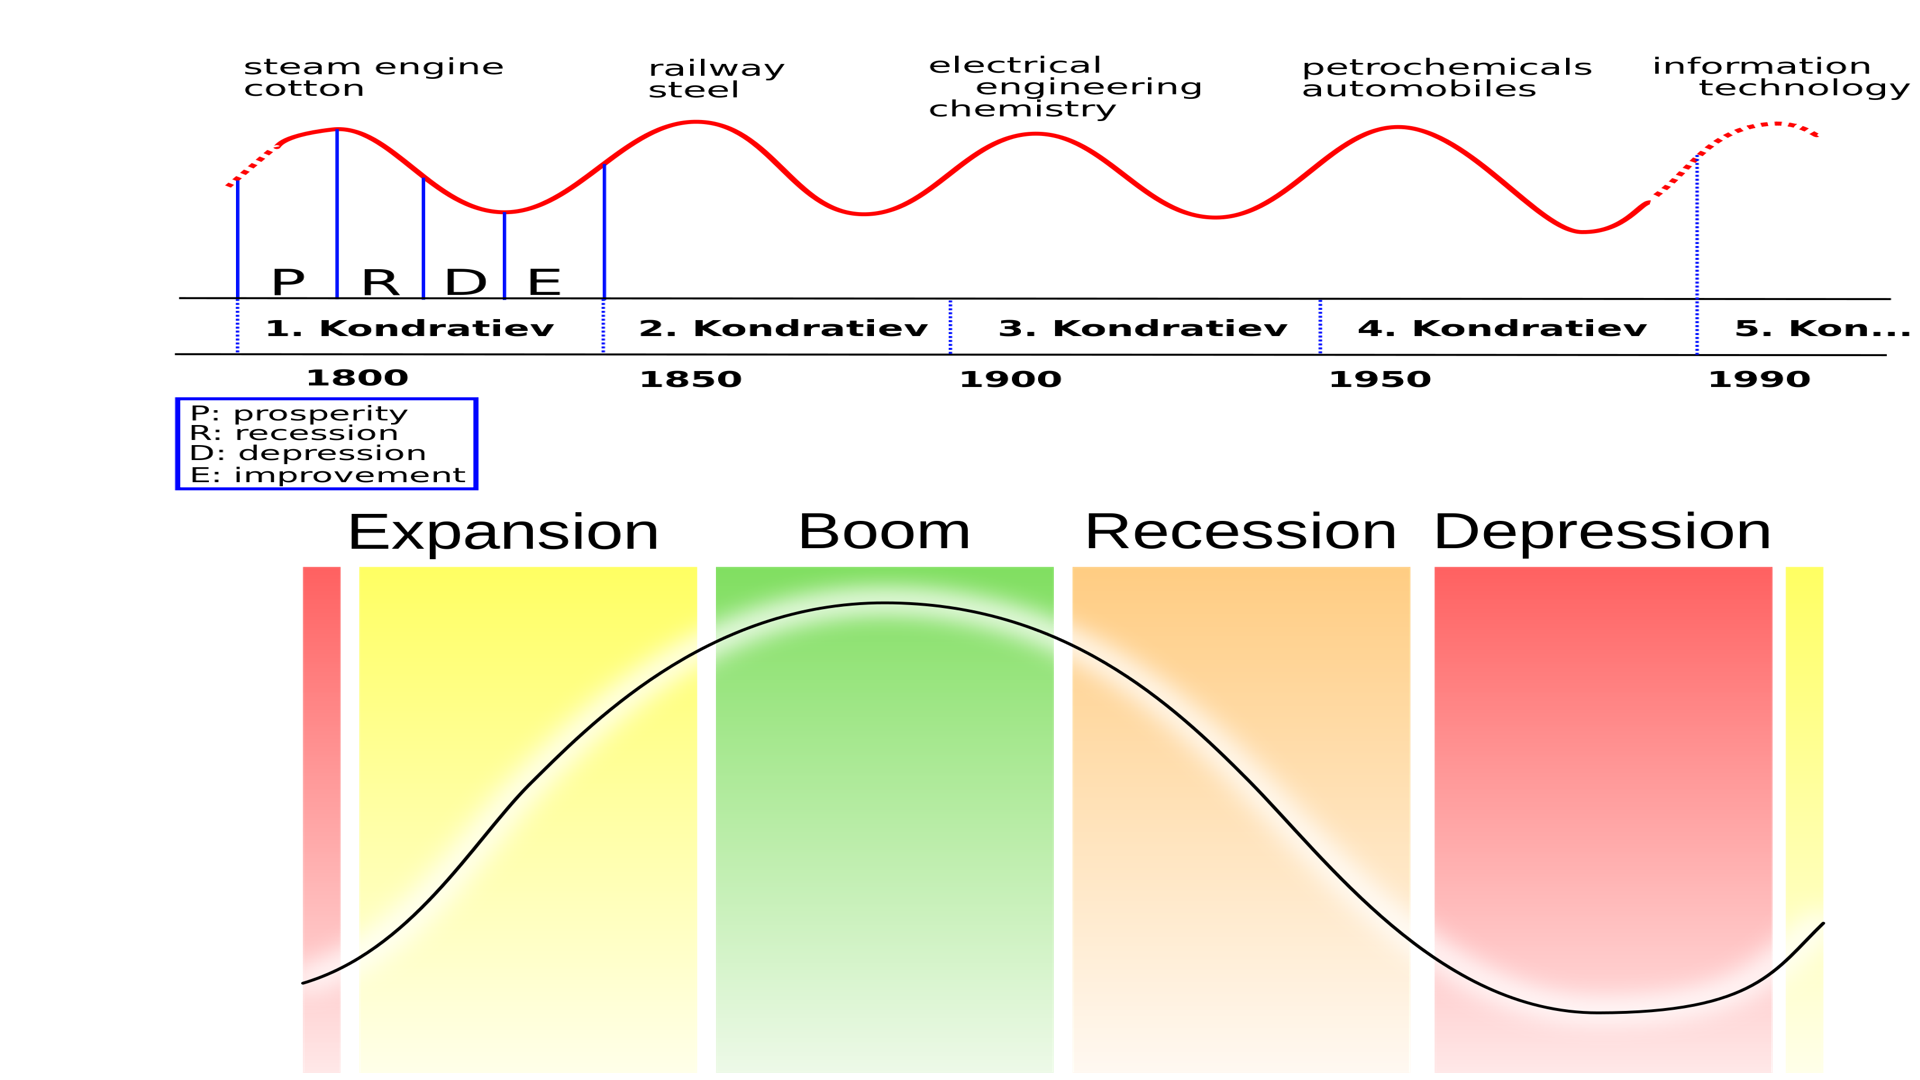 steam engine
cotton
railway
steel
electrical
engineering
chemistry
petrochemicals
automobiles
information
technology
P R D E
1. Kondratiev
2. Kondratiev
3. Kondratiev
4. Kondratiev
5. Kon...
1800
1850
1900
1950
1990
P: prosperity
R: recession
D: depression
E: improvement
Expansion
Boom
Recession
Depression